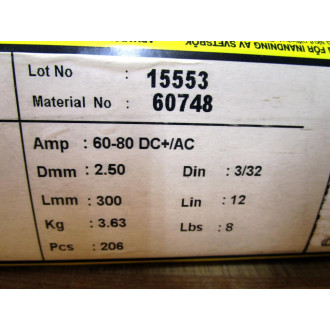 FÖR INANDNING AV SVETSRÖK
Lot No : 15553
Material No : 60748
Amp : 60-80 DC+/AC
Dmm : 2.50 Din : 3/32
Lmm : 300 Lin : 12
Kg : 3.63 Lbs : 8
Pcs : 206